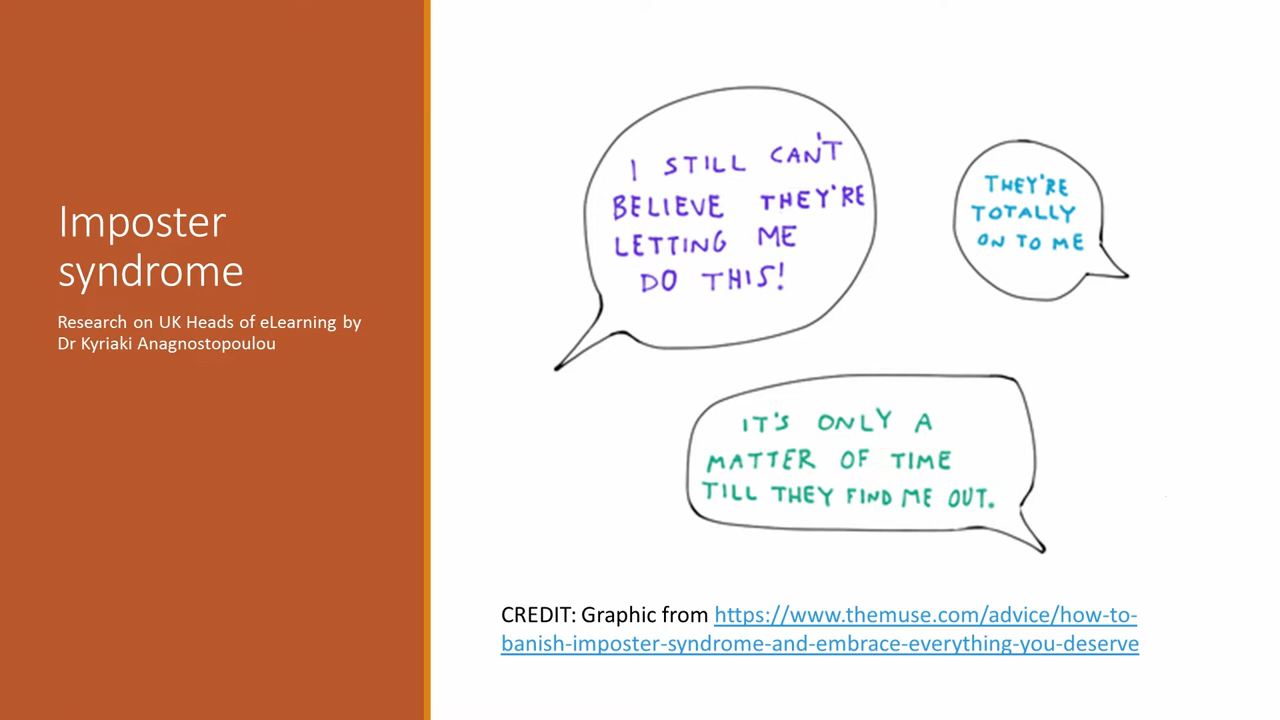 Imposter
syndrome
Research on UK Heads of eLearning by
Dr Kyriaki Anagnostopoulou
I STILL CAN'T
BELIEVE THEY'RE
LETTING ME
DO THIS!
THEY'RE
TOTALLY
ON TO ME
IT'S ONLY A
MATTER OF TIME
TILL THEY FIND ME OUT.
CREDIT: Graphic from https://www.themuse.com/advice/how-to-
banish-imposter-syndrome-and-embrace-everything-you-deserve